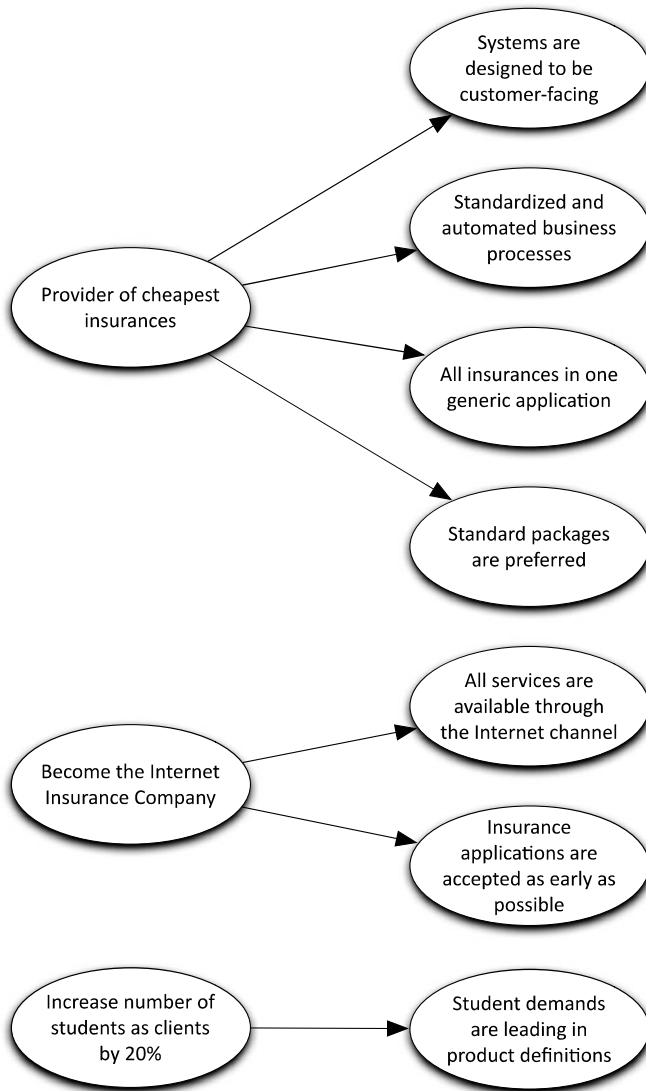 Systems are
designed to be
customer-facing
Standardized and
automated business
processes
Provider of cheapest
insurances
All insurances in one
generic application
Standard packages
are preferred
All services are
available through
the Internet channel
Become the Internet
Insurance Company
Insurance
applications are
accepted as early as
possible
Increase number of
students as clients
by 20%
Student demands
are leading in
product definitions